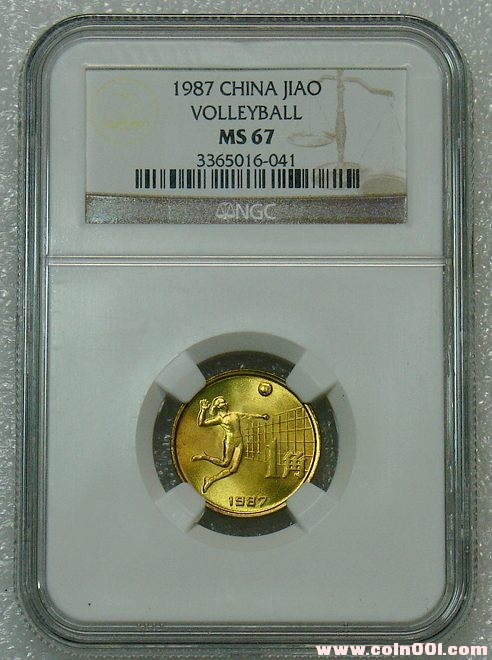 1987 CHINA JIAO
VOLLEYBALL
MS 67
3365016-041
NGC
1角
1987
www.coin001.com